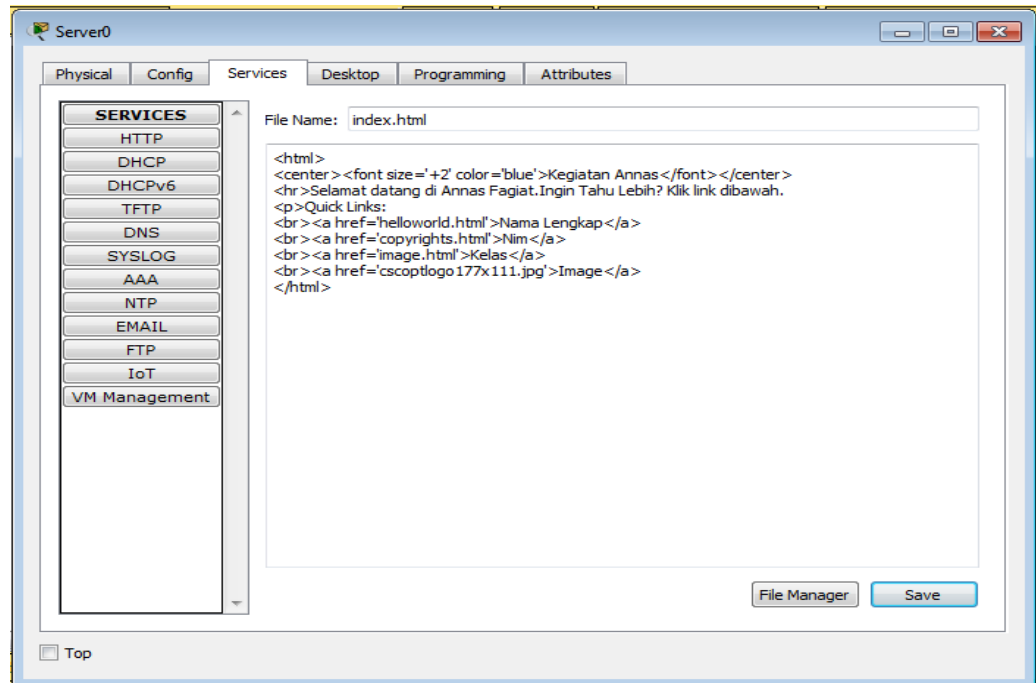 Server0
Physical Config Services Desktop Programming Attributes
SERVICES
HTTP
DHCP
DHCPv6
TFTP
DNS
SYSLOG
AAA
NTP
EMAIL
FTP
IoT
VM Management
File Name: index.html
<html>
<center><font size='+2' color='blue'>Kegiatan Annas</font></center>
<hr>Selamat datang di Annas Fagiat.Ingin Tahu Lebih? Klik link dibawah.
<p>Quick Links:
<br><a href='helloworld.html'>Nama Lengkap</a>
<br><a href='copyrights.html'>Nim</a>
<br><a href='image.html'>Kelas</a>
<br><a href='cscoptlogo177x111.jpg'>Image</a>
</html>
File Manager Save
Top